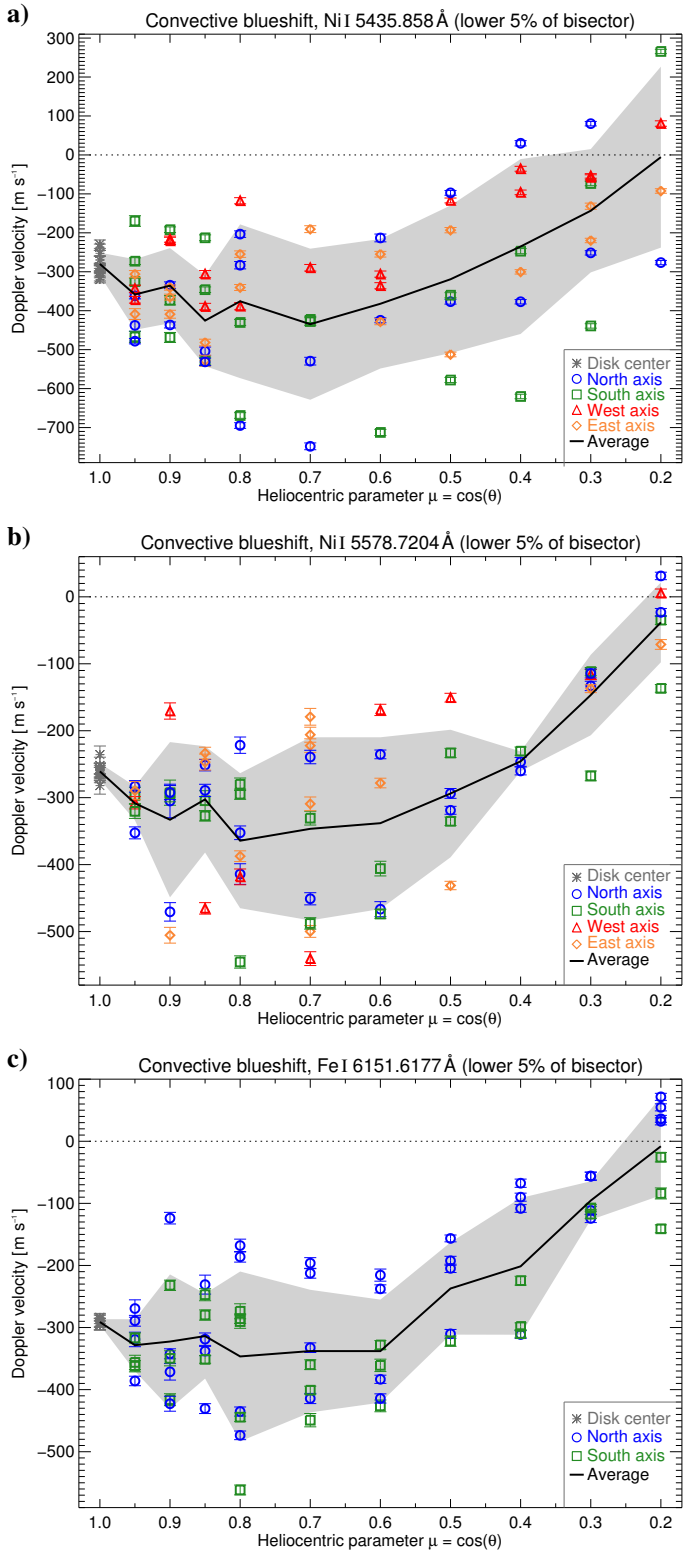 a)
Convective blueshift, Ni I 5435.858 Å (lower 5% of bisector)
Doppler velocity [m s⁻¹]
300
200
100
0
−100
−200
−300
−400
−500
−600
−700
Disk center
North axis
South axis
West axis
East axis
Average
1.0 0.9 0.8 0.7 0.6 0.5 0.4 0.3 0.2
Heliocentric parameter μ = cos(θ)
b)
Convective blueshift, Ni I 5578.7204 Å (lower 5% of bisector)
Doppler velocity [m s⁻¹]
0
−100
−200
−300
−400
−500
Disk center
North axis
South axis
West axis
East axis
Average
1.0 0.9 0.8 0.7 0.6 0.5 0.4 0.3 0.2
Heliocentric parameter μ = cos(θ)
c)
Convective blueshift, Fe I 6151.6177 Å (lower 5% of bisector)
Doppler velocity [m s⁻¹]
100
0
−100
−200
−300
−400
−500
Disk center
North axis
South axis
Average
1.0 0.9 0.8 0.7 0.6 0.5 0.4 0.3 0.2
Heliocentric parameter μ = cos(θ)